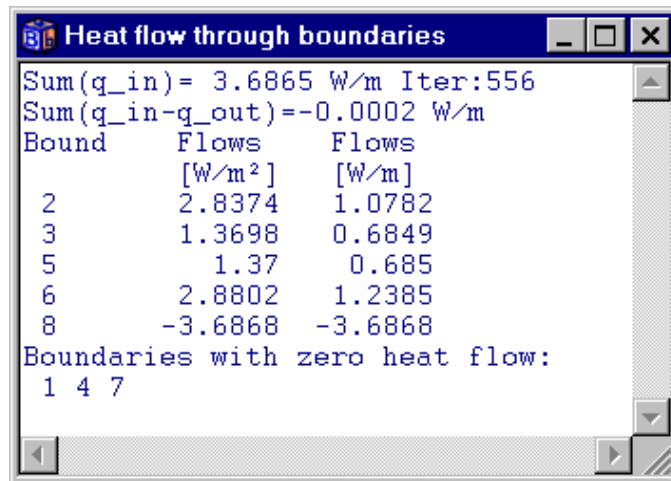 Heat flow through boundaries
Sum(q_in)= 3.6865 W/m Iter:556
Sum(q_in-q_out)=-0.0002 W/m
Bound Flows Flows
[W/m²] [W/m]
2 2.8374 1.0782
3 1.3698 0.6849
5 1.37 0.685
6 2.8802 1.2385
8 -3.6868 -3.6868
Boundaries with zero heat flow:
1 4 7